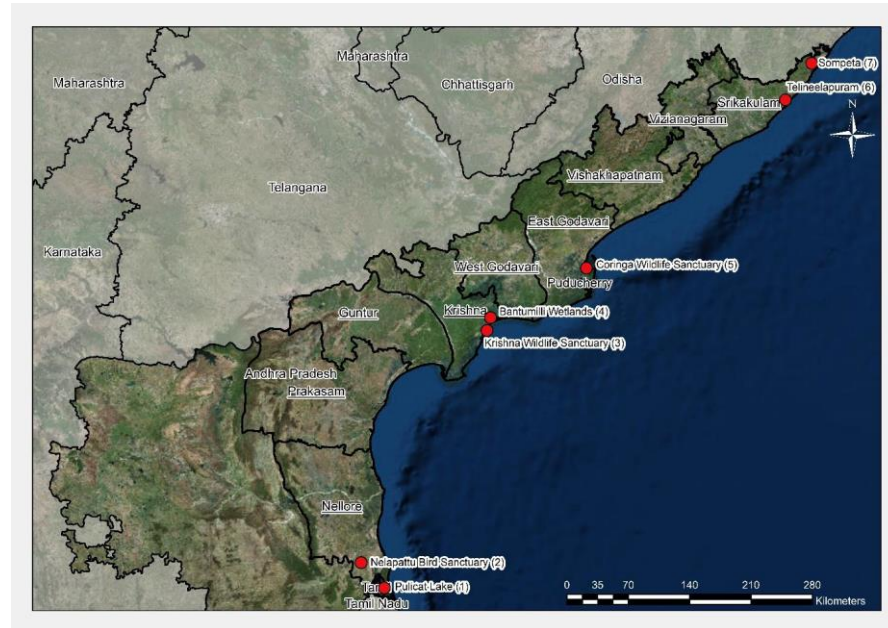 Maharashtra
Maharashtra
Chhattisgarh
Odisha
Sompeta (7)
Telineelapuram (6)
Srikakulam
N
Vizianagaram
Vishakhapatnam
Telangana
East Godavari
Karnataka
West Godavari
Coringa Wildlife Sanctuary (5)
Puducherry
Guntur
Krishna
Bantumilli Wetlands (4)
Krishna Wildlife Sanctuary (3)
Andhra Pradesh
Prakasam
Nellore
Nelapattu Bird Sanctuary (2)
Pulicat Lake (1)
Tamil Nadu
0 35 70 140 210 280
Kilometers